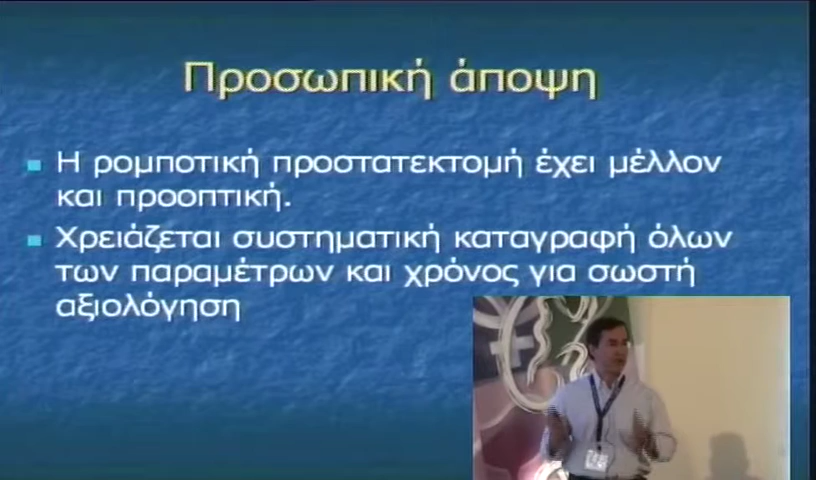 Προσωπική άποψη
Η ρομποτική προστατεκτομή έχει μέλλον
και προοπτική.
Χρειάζεται συστηματική καταγραφή όλων
των παραμέτρων και χρόνος για σωστή
αξιολόγηση